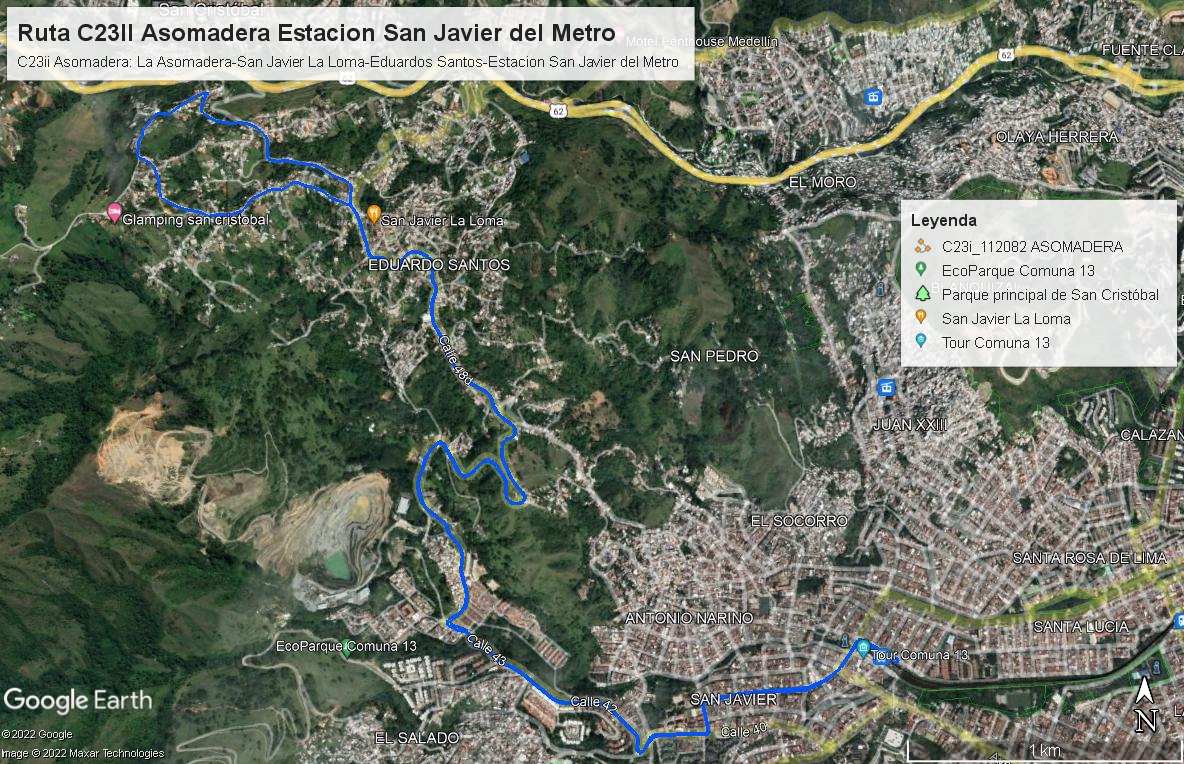 San Cristóbal
Ruta C23II Asomadera Estacion San Javier del Metro
C23ii Asomadera: La Asomadera-San Javier La Loma-Eduardos Santos-Estacion San Javier del Metro
Motel Penthouse Medellín
62
FUENTE CLA
62
62
OLAYA HERRERA
EL MORO
Glamping san cristobal
San Javier La Loma
EDUARDO SANTOS
Leyenda
C23i_112082 ASOMADERA
EcoParque Comuna 13
Parque principal de San Cristóbal
San Javier La Loma
Tour Comuna 13
Calle 48d
SAN PEDRO
JUAN XXIII
CALAZAN
EL SOCORRO
SANTA ROSA DE LIMA
ANTONIO NARINO
SANTA LUCIA
EcoParque Comuna 13
Calle 43
Tour Comuna 13
Google Earth
Calle 42
SAN JAVIER
Calle 40
N
EL SALADO
2022 Google
Image © 2022 Maxar Technologies
1 km